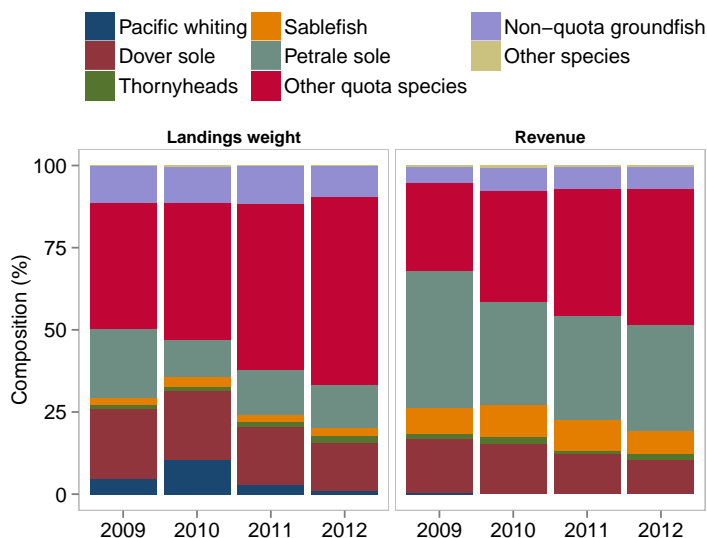 Pacific whiting Sablefish Non−quota groundfish
Dover sole Petrale sole Other species
Thornyheads Other quota species
Landings weight Revenue
100
75
50
25
0
Composition (%)
2009 2010 2011 2012 2009 2010 2011 2012